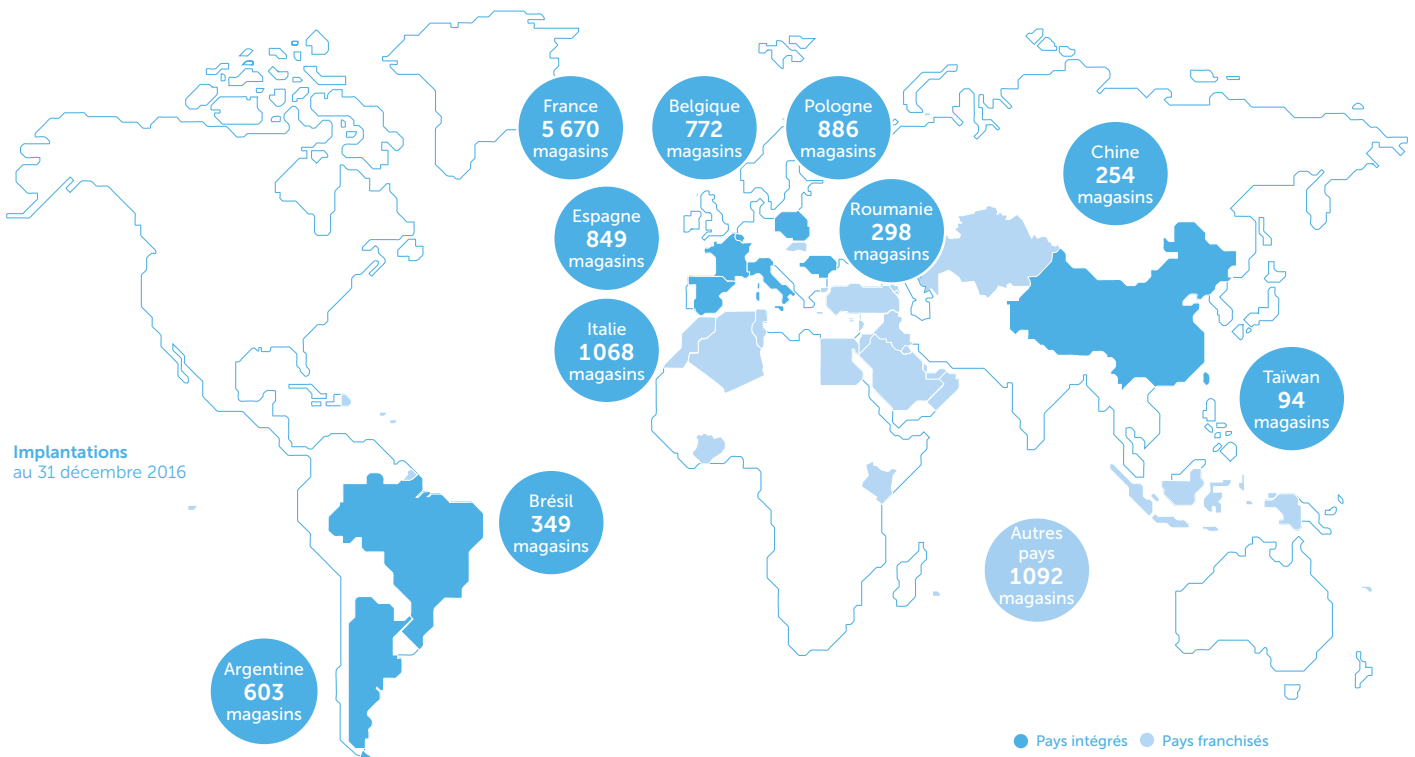 France
5 670
magasins
Belgique
772
magasins
Pologne
886
magasins
Chine
254
magasins
Espagne
849
magasins
Roumanie
298
magasins
Italie
1068
magasins
Taïwan
94
magasins
Implantations
au 31 décembre 2016
Brésil
349
magasins
Autres
pays
1092
magasins
Argentine
603
magasins
Pays intégrés
Pays franchisés